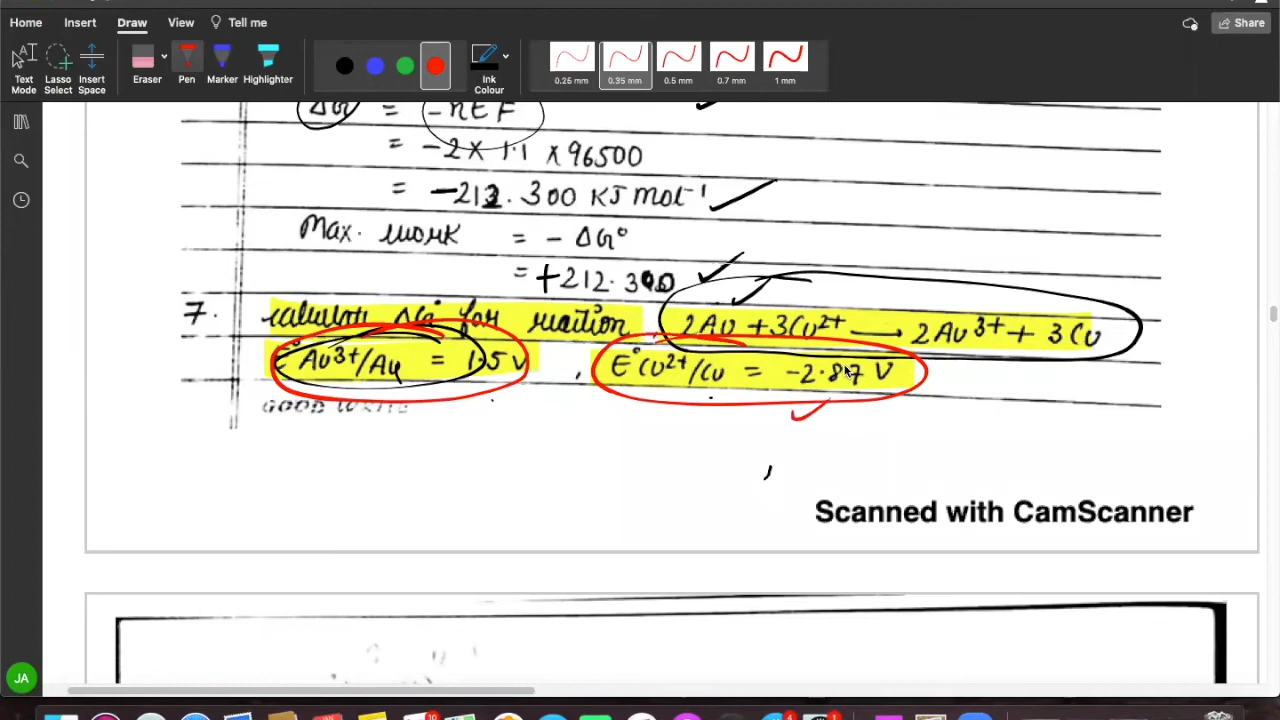 Home Insert Draw View Tell me Share
Text Mode Lasso Select Insert Space Eraser Pen Marker Highlighter Ink Colour 0.25 mm 0.35 mm 0.5 mm 0.7 mm 1 mm
ΔG = -nEF
= -2 × 1.1 × 96500
= -212.300 KJ mol⁻¹
Max. work = - ΔG°
= +212.300
7. calculate ΔG° for reaction 2Au + 3Cu²⁺ → 2Au³⁺ + 3Cu
E° Au³⁺/Au = 1.5 V , E° Cu²⁺/Cu = -2.87 V
GOOD WRITE
Scanned with CamScanner
JA